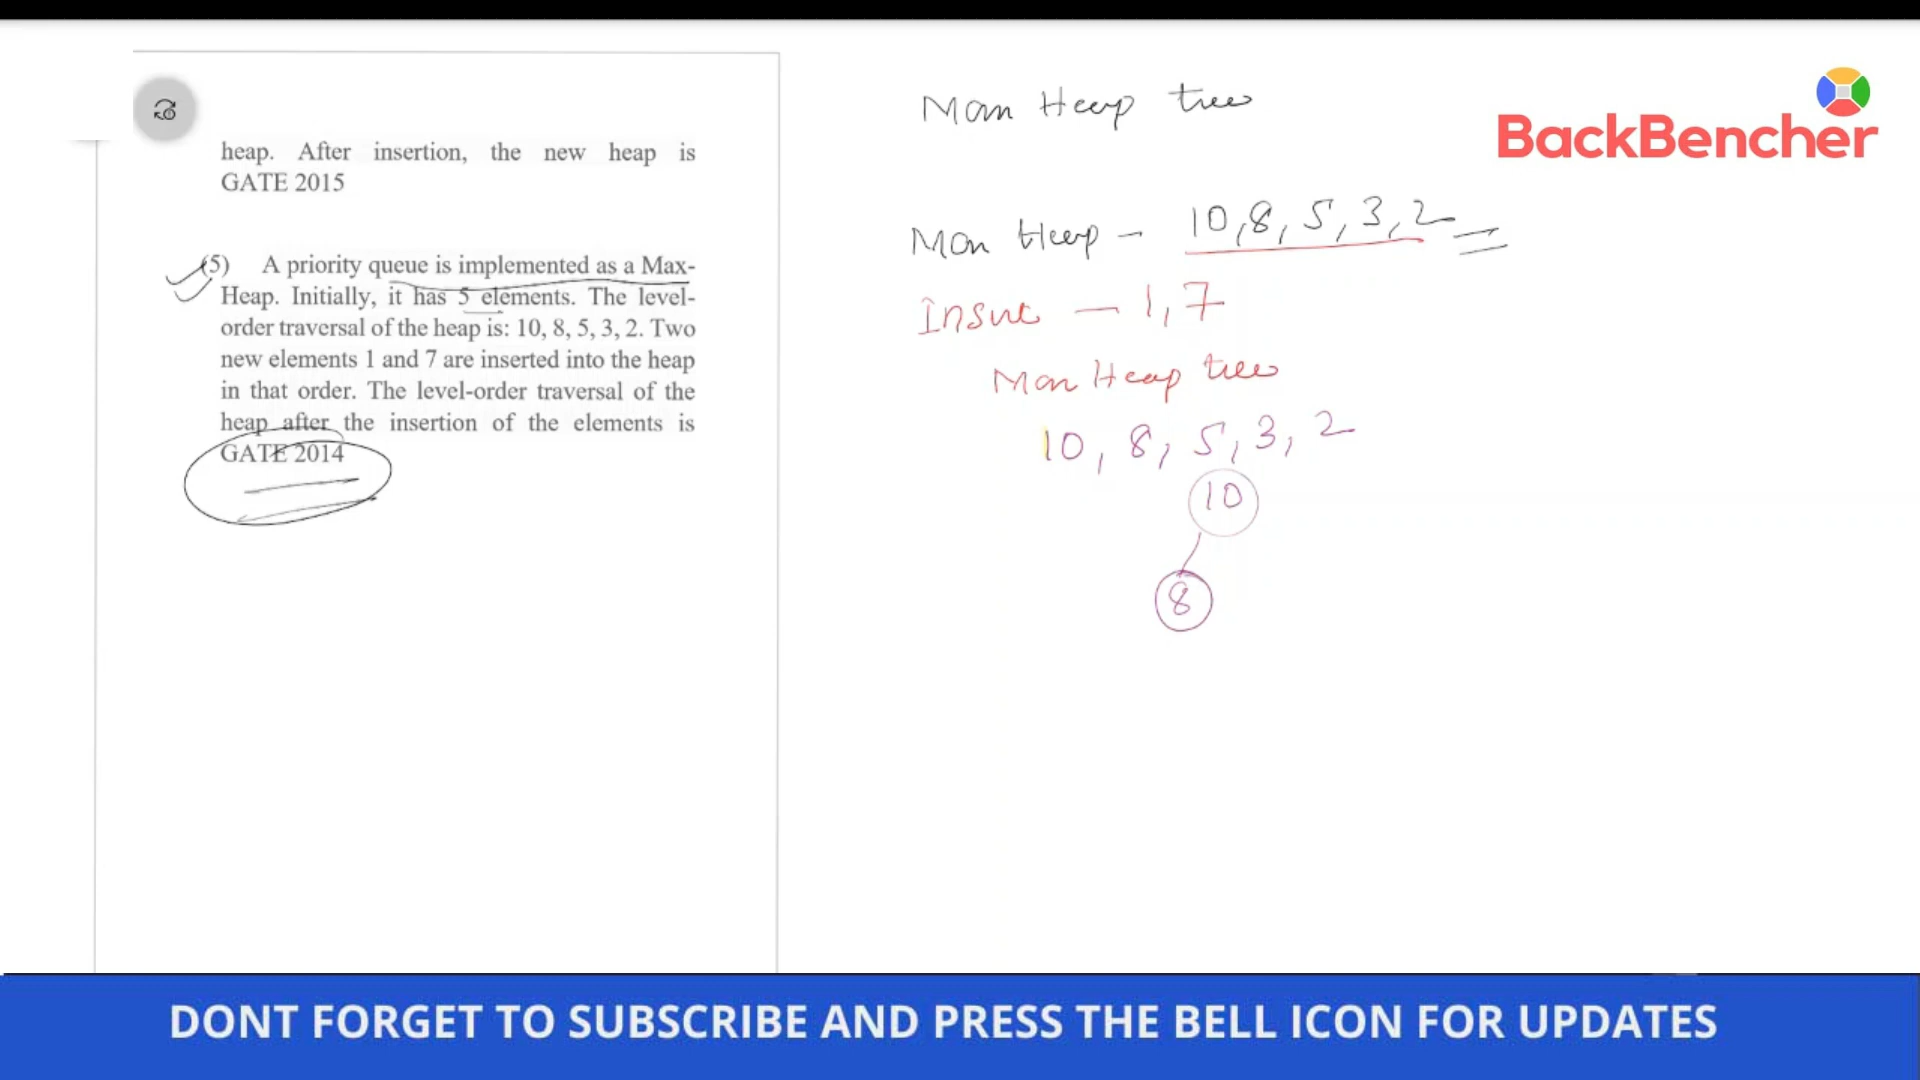 heap. After insertion, the new heap is
GATE 2015
(5) A priority queue is implemented as a Max-
Heap. Initially, it has 5 elements. The level-
order traversal of the heap is: 10, 8, 5, 3, 2. Two
new elements 1 and 7 are inserted into the heap
in that order. The level-order traversal of the
heap after the insertion of the elements is
GATE 2014
Max Heap tree
BackBencher
Max Heap - 10, 8, 5, 3, 2
Insert - 1, 7
Max Heap tree
10, 8, 5, 3, 2
10
8
DONT FORGET TO SUBSCRIBE AND PRESS THE BELL ICON FOR UPDATES